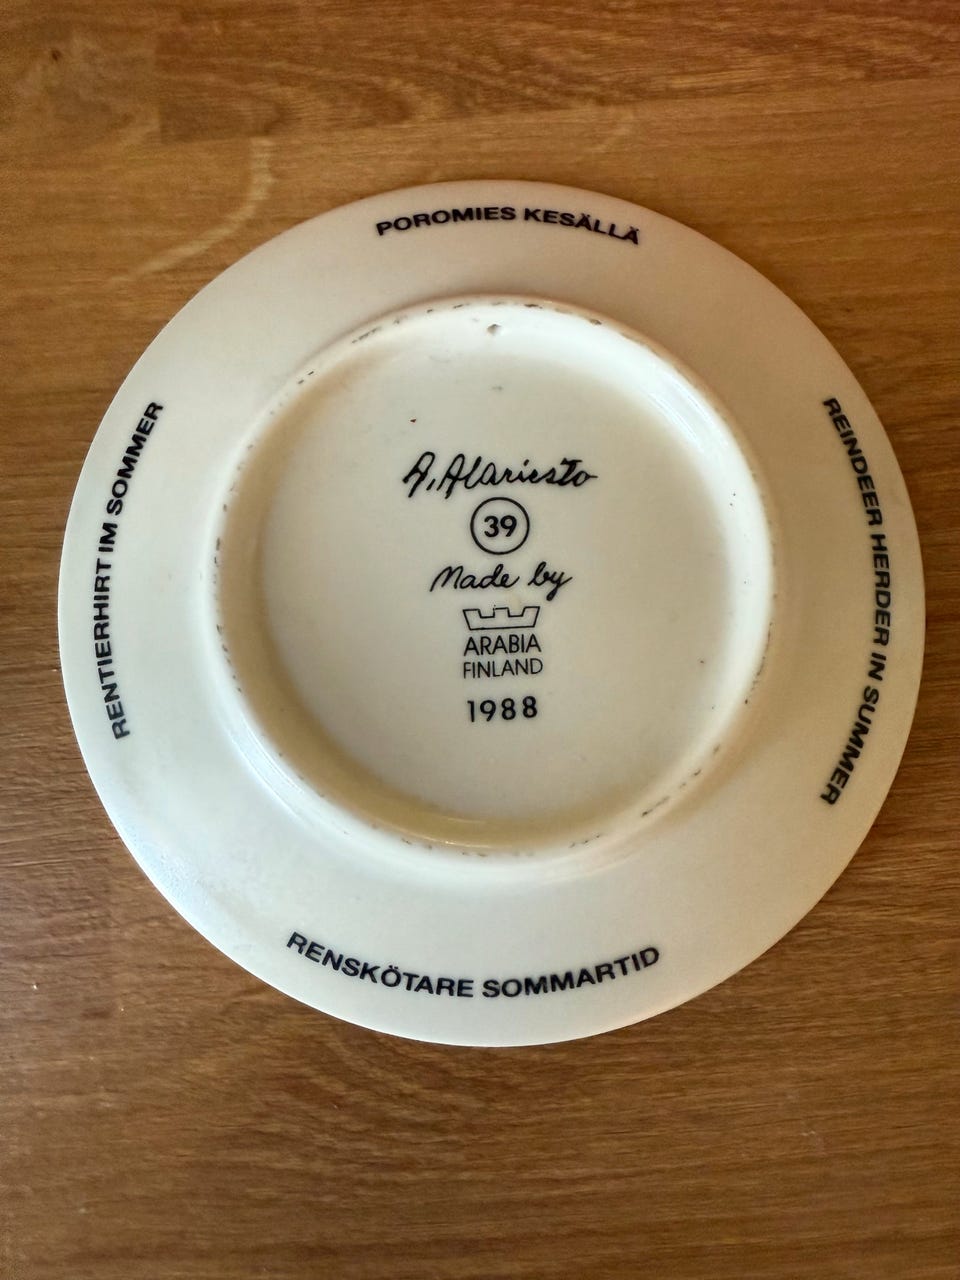 POROMIES KESÄLLÄ
REINDEER HERDER IN SUMMER
RENSKÖTARE SOMMARTID
RENTIERHIRT IM SOMMER
A. Alariesto
39
Made by
ARABIA
FINLAND
1988